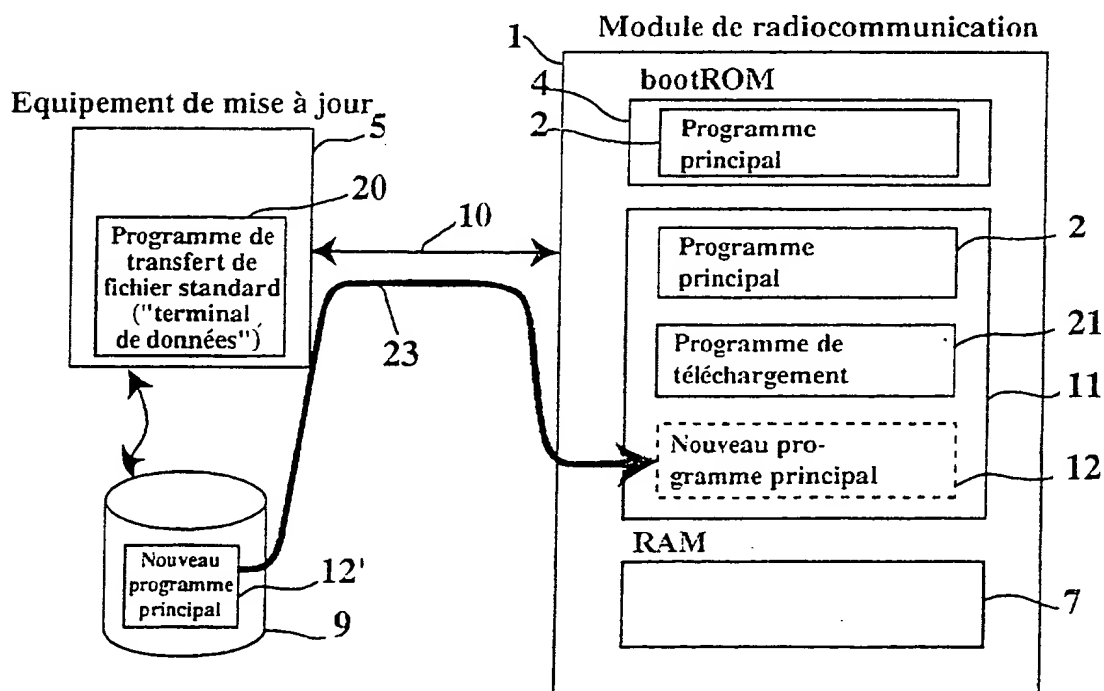 Module de radiocommunication
1
bootROM
4
2
Programme
principal
Equipement de mise à jour
5
20
Programme de
transfert de
fichier standard
("terminal
de données")
10
23
Programme
principal
2
Programme de
téléchargement
21
11
Nouveau pro-
gramme principal
12
RAM
7
Nouveau
programme
principal
12'
9